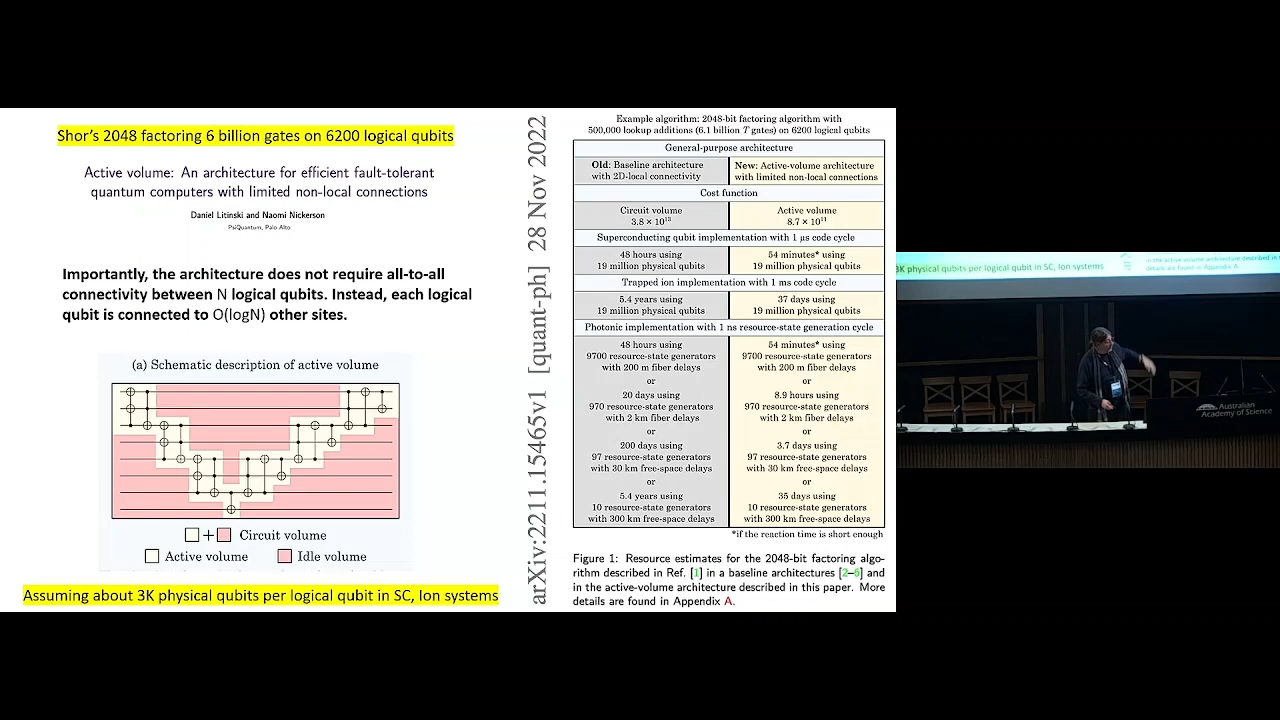 Shor's 2048 factoring 6 billion gates on 6200 logical qubits
Active volume: An architecture for efficient fault-tolerant
quantum computers with limited non-local connections
Daniel Litinski and Naomi Nickerson
PsiQuantum, Palo Alto
Importantly, the architecture does not require all-to-all
connectivity between N logical qubits. Instead, each logical
qubit is connected to O(logN) other sites.
(a) Schematic description of active volume
+ Circuit volume
Active volume Idle volume
Assuming about 3K physical qubits per logical qubit in SC, Ion systems
arXiv:2211.15465v1 [quant-ph] 28 Nov 2022
Example algorithm: 2048-bit factoring algorithm with
500,000 lookup additions (6.1 billion T gates) on 6200 logical qubits
General-purpose architecture
Old: Baseline architecture
with 2D-local connectivity
New: Active-volume architecture
with limited non-local connections
Cost function
Circuit volume
3.8 × 10¹³
Active volume
8.7 × 10¹¹
Superconducting qubit implementation with 1 µs code cycle
48 hours using
19 million physical qubits
54 minutes* using
19 million physical qubits
Trapped ion implementation with 1 ms code cycle
5.4 years using
19 million physical qubits
37 days using
19 million physical qubits
Photonic implementation with 1 ns resource-state generation cycle
48 hours using
9700 resource-state generators
with 200 m fiber delays
or
20 days using
970 resource-state generators
with 2 km fiber delays
or
200 days using
97 resource-state generators
with 30 km free-space delays
or
5.4 years using
10 resource-state generators
with 300 km free-space delays
54 minutes* using
9700 resource-state generators
with 200 m fiber delays
or
8.9 hours using
970 resource-state generators
with 2 km fiber delays
or
3.7 days using
97 resource-state generators
with 30 km free-space delays
or
35 days using
10 resource-state generators
with 300 km free-space delays
*if the reaction time is short enough
Figure 1: Resource estimates for the 2048-bit factoring algo-
rithm described in Ref. [1] in a baseline architectures [2–6] and
in the active-volume architecture described in this paper. More
details are found in Appendix A.
3K physical qubits per logical qubit in SC, Ion systems
in the active-volume architecture described in
details are found in Appendix A.
Australian
Academy of Science